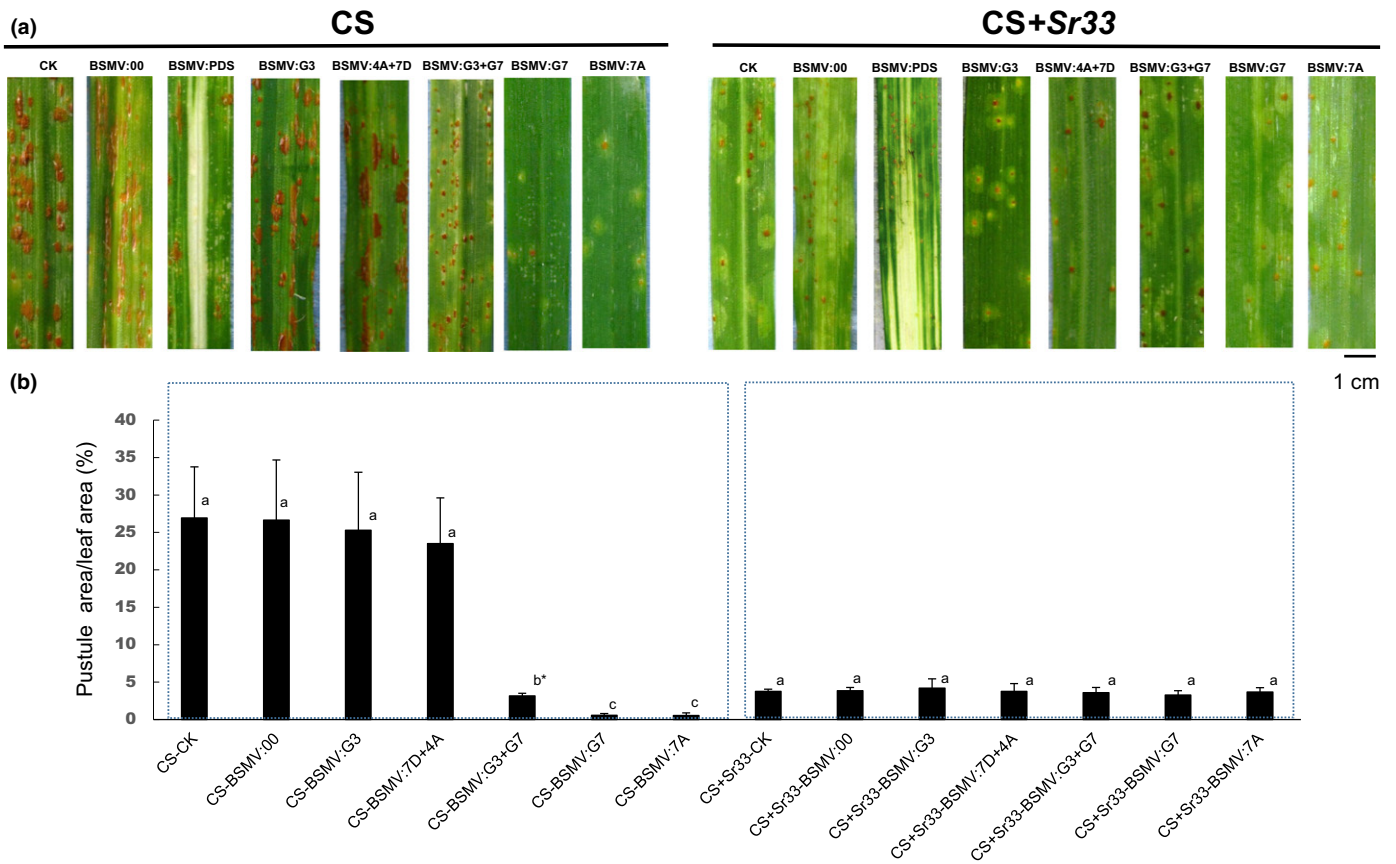 (a) CS CS+Sr33
CK BSMV:00 BSMV:PDS BSMV:G3 BSMV:4A+7D BSMV:G3+G7 BSMV:G7 BSMV:7A CK BSMV:00 BSMV:PDS BSMV:G3 BSMV:4A+7D BSMV:G3+G7 BSMV:G7 BSMV:7A
1 cm
(b)
Pustule area/leaf area (%)
40
35
30
25
20
15
10
5
0
a a a a b* c c a a a a a a a
CS-CK CS-BSMV:00 CS-BSMV:G3 CS-BSMV:7D+4A CS-BSMV:G3+G7 CS-BSMV:G7 CS-BSMV:7A CS+Sr33-CK CS+Sr33-BSMV:00 CS+Sr33-BSMV:G3 CS+Sr33-BSMV:7D+4A CS+Sr33-BSMV:G3+G7 CS+Sr33-BSMV:G7 CS+Sr33-BSMV:7A